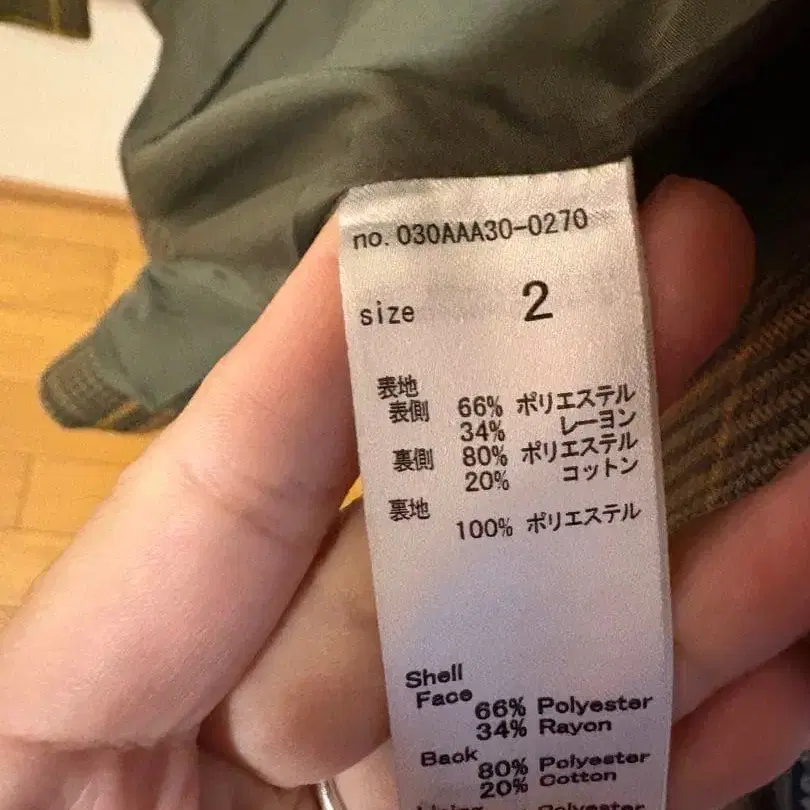 no. 030AAA30-0270
size 2
表地
表側 66% ポリエステル
34% レーヨン
裏側 80% ポリエステル
20% コットン
裏地
100% ポリエステル
Shell
Face
66% Polyester
34% Rayon
Back
80% Polyester
20% Cotton
Lining Polyester